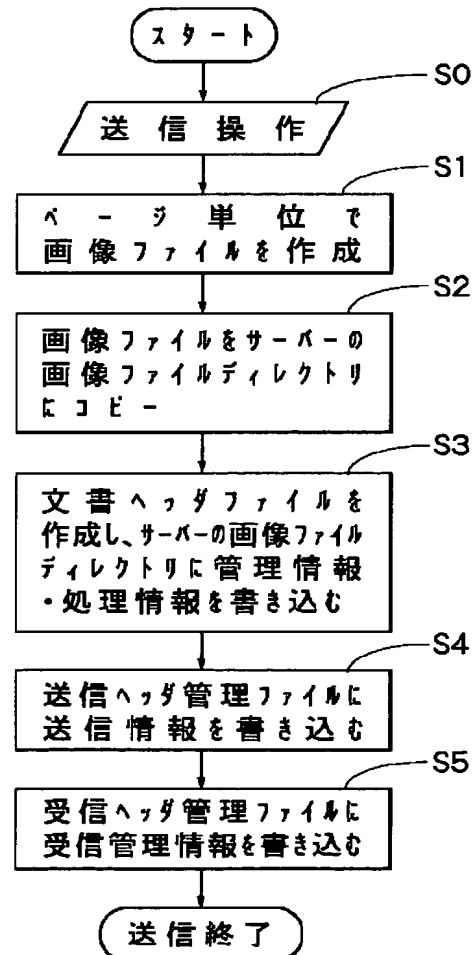 スタート
S0
送信操作
S1
ページ単位で
画像ファイルを作成
S2
画像ファイルをサーバーの
画像ファイルディレクトリ
にコピー
S3
文書ヘッダファイルを
作成し、サーバーの画像ファイル
ディレクトリに管理情報
・処理情報を書き込む
S4
送信ヘッダ管理ファイルに
送信情報を書き込む
S5
受信ヘッダ管理ファイルに
受信管理情報を書き込む
送信終了